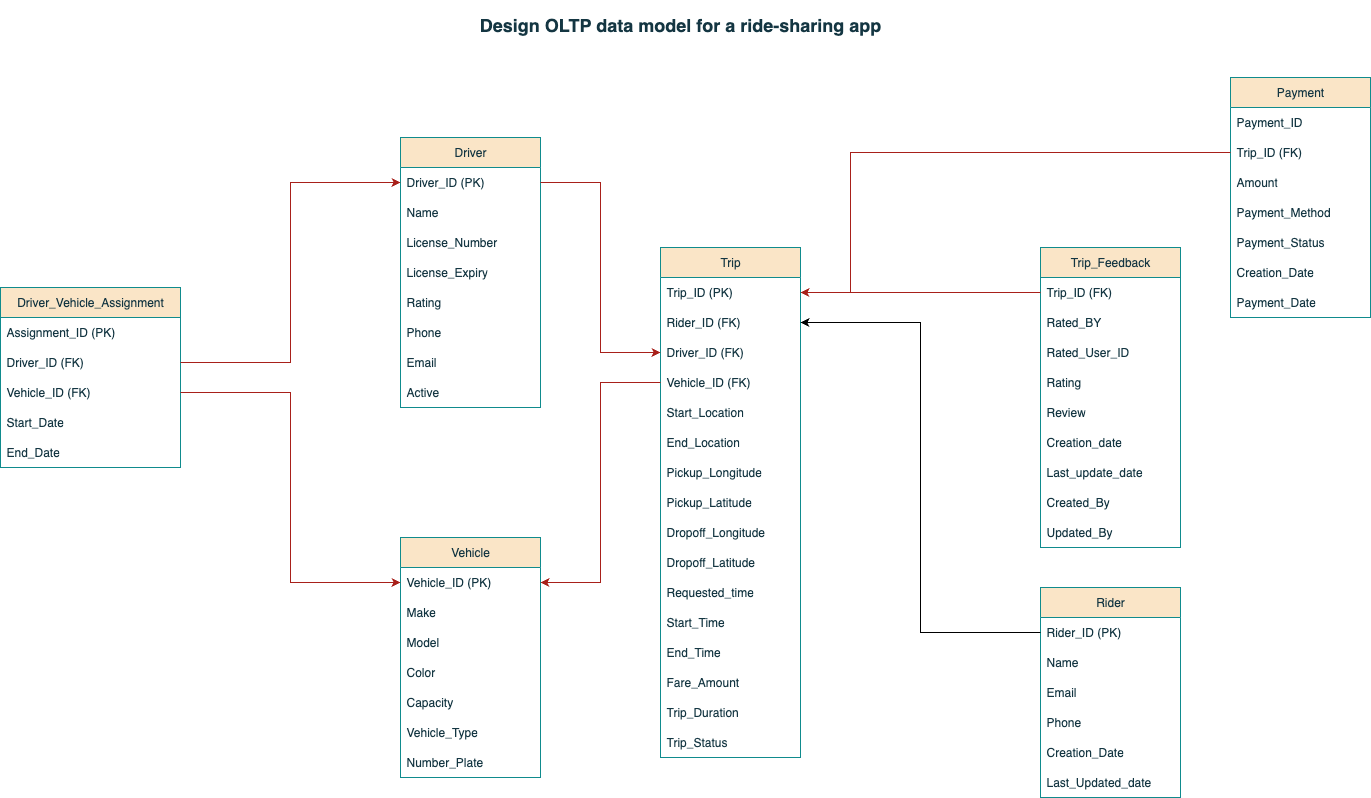 Design OLTP data model for a ride-sharing app
Payment
Payment_ID
Trip_ID (FK)
Amount
Payment_Method
Payment_Status
Creation_Date
Payment_Date
Driver
Driver_ID (PK)
Name
License_Number
License_Expiry
Rating
Phone
Email
Active
Trip
Trip_ID (PK)
Rider_ID (FK)
Driver_ID (FK)
Vehicle_ID (FK)
Start_Location
End_Location
Pickup_Longitude
Pickup_Latitude
Dropoff_Longitude
Dropoff_Latitude
Requested_time
Start_Time
End_Time
Fare_Amount
Trip_Duration
Trip_Status
Trip_Feedback
Trip_ID (FK)
Rated_BY
Rated_User_ID
Rating
Review
Creation_date
Last_update_date
Created_By
Updated_By
Driver_Vehicle_Assignment
Assignment_ID (PK)
Driver_ID (FK)
Vehicle_ID (FK)
Start_Date
End_Date
Vehicle
Vehicle_ID (PK)
Make
Model
Color
Capacity
Vehicle_Type
Number_Plate
Rider
Rider_ID (PK)
Name
Email
Phone
Creation_Date
Last_Updated_date